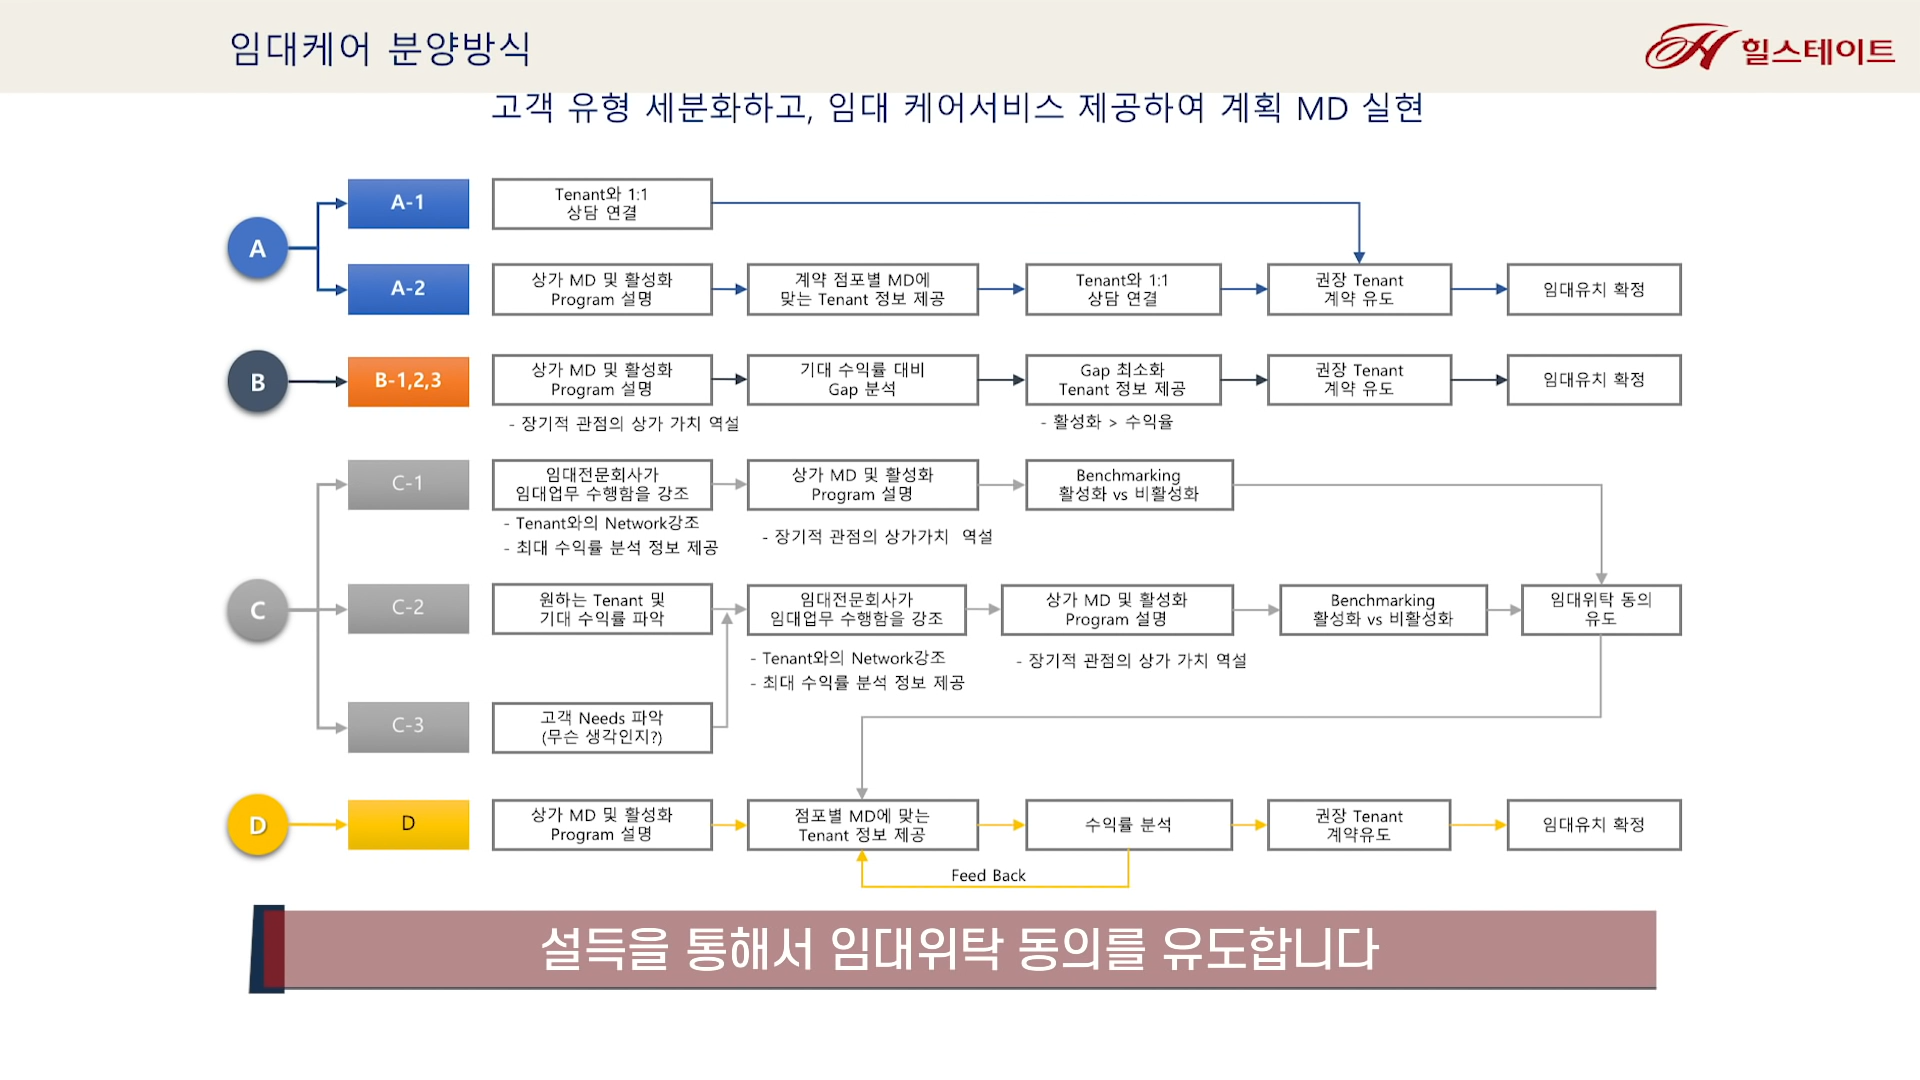 임대케어 분양방식
힐스테이트
고객 유형 세분화하고, 임대 케어서비스 제공하여 계획 MD 실현
A
A-1
Tenant와 1:1
상담 연결
A-2
상가 MD 및 활성화
Program 설명
계약 점포별 MD에
맞는 Tenant 정보 제공
Tenant와 1:1
상담 연결
권장 Tenant
계약 유도
임대유치 확정
B
B-1,2,3
상가 MD 및 활성화
Program 설명
기대 수익률 대비
Gap 분석
Gap 최소화
Tenant 정보 제공
권장 Tenant
계약 유도
임대유치 확정
- 장기적 관점의 상가 가치 역설
- 활성화 > 수익율
C
C-1
임대전문회사가
임대업무 수행함을 강조
상가 MD 및 활성화
Program 설명
Benchmarking
활성화 vs 비활성화
- Tenant와의 Network강조
- 최대 수익률 분석 정보 제공
- 장기적 관점의 상가가치 역설
C-2
원하는 Tenant 및
기대 수익률 파악
임대전문회사가
임대업무 수행함을 강조
상가 MD 및 활성화
Program 설명
Benchmarking
활성화 vs 비활성화
임대위탁 동의
유도
- Tenant와의 Network강조
- 최대 수익률 분석 정보 제공
- 장기적 관점의 상가 가치 역설
C-3
고객 Needs 파악
(무슨 생각인지?)
D
D
상가 MD 및 활성화
Program 설명
점포별 MD에 맞는
Tenant 정보 제공
수익률 분석
권장 Tenant
계약유도
임대유치 확정
Feed Back
설득을 통해서 임대위탁 동의를 유도합니다